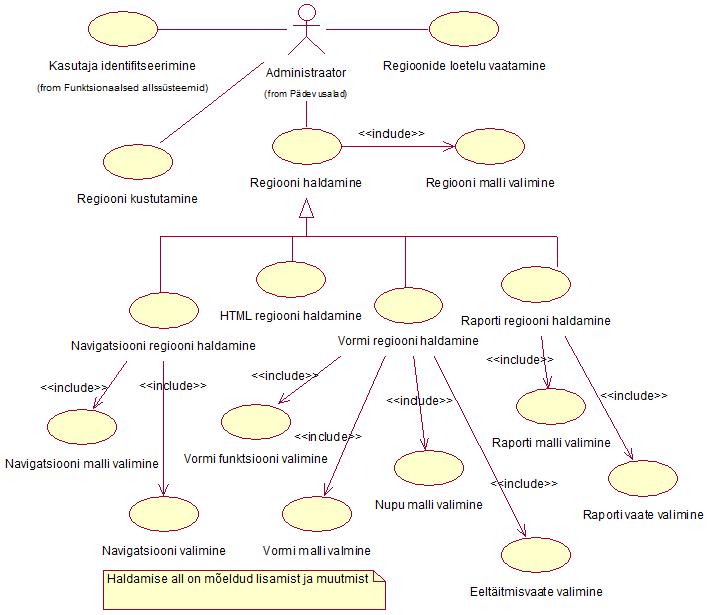 Kasutaja identifitseerimine
(from Funktsionaalsed allssüsteemid)
Administraator
(from Pädevusalad)
Regioonide loetelu vaatamine
<<include>>
Regiooni kustutamine
Regiooni haldamine
Regiooni malli valimine
HTML regiooni haldamine
Raporti regiooni haldamine
Navigatsiooni regiooni haldamine
Vormi regiooni haldamine
<<include>>
<<include>>
<<include>>
<<include>>
<<include>>
<<include>>
Navigatsiooni malli valimine
Vormi funktsiooni valimine
<<include>>
Raporti malli valimine
<<include>>
Nupu malli valimine
Raporti vaate valimine
Navigatsiooni valimine
Vormi malli valmine
Eeltäitmisvaate valimine
Haldamise all on mõeldud lisamist ja muutmist